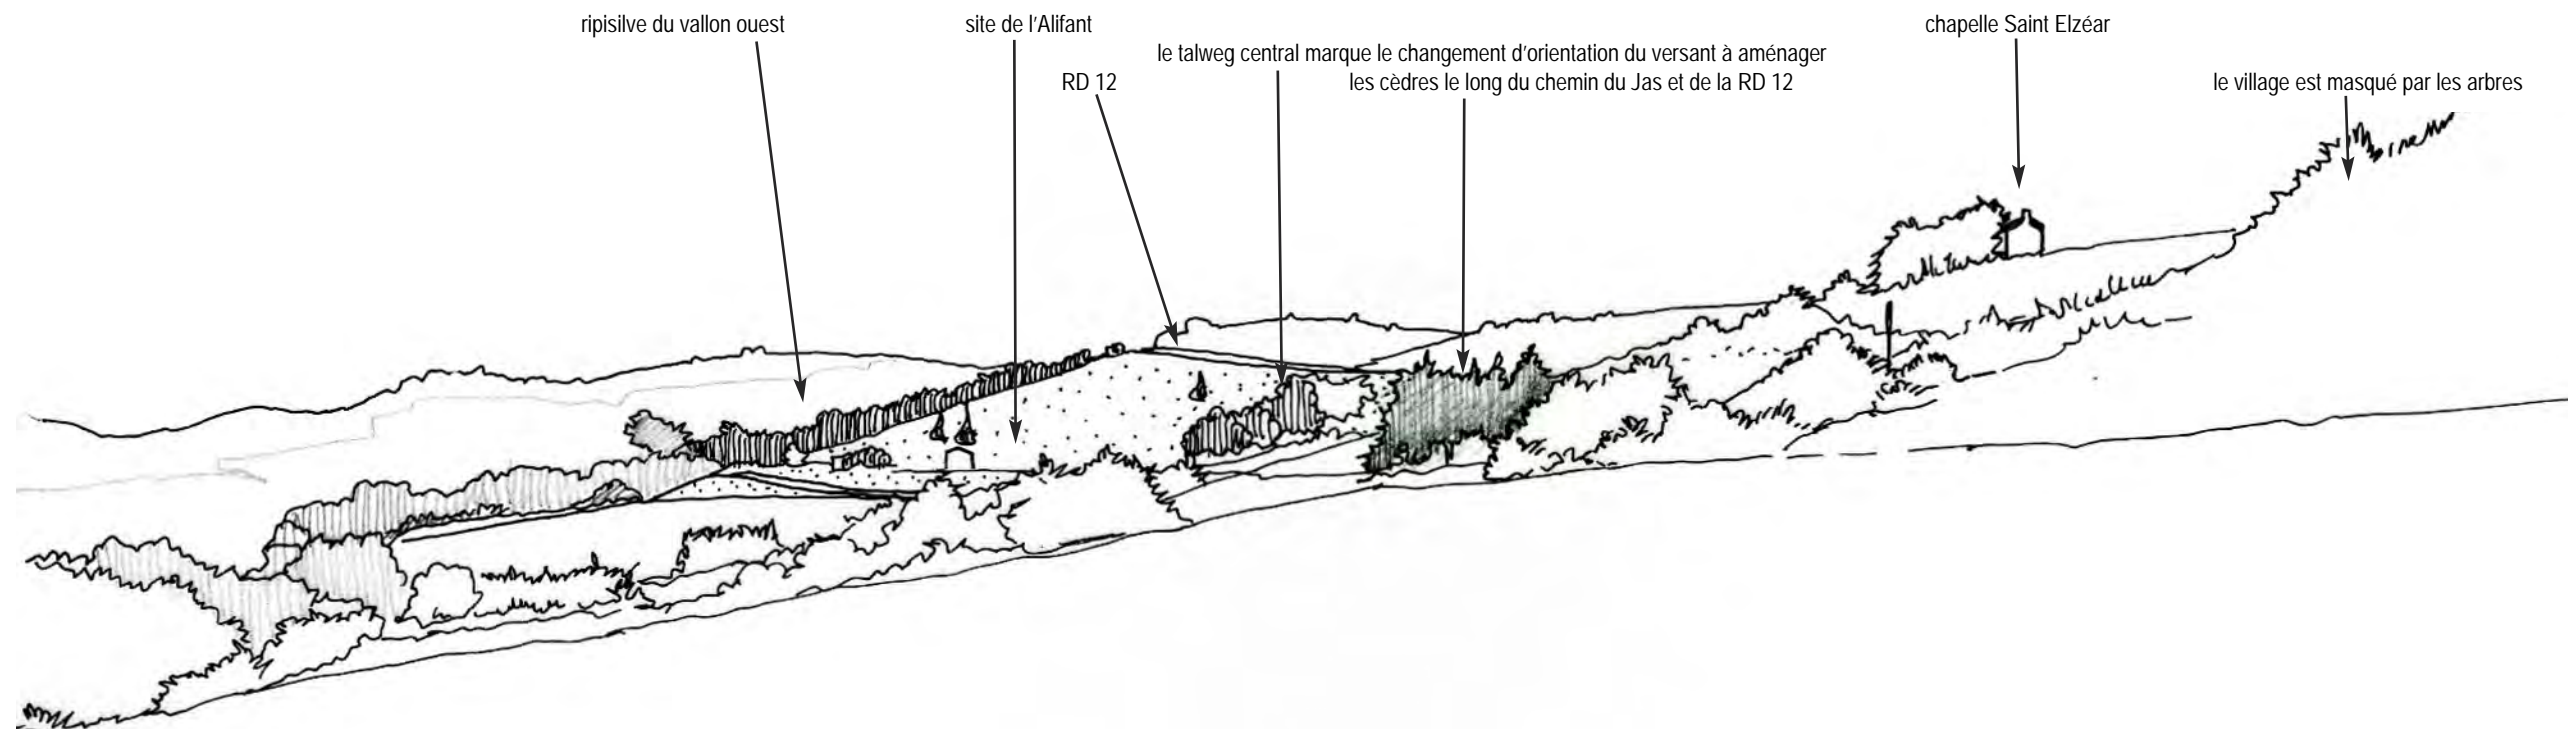 ripisilve du vallon ouest
site de l'Alifant
chapelle Saint Elzéar
le talweg central marque le changement d'orientation du versant à aménager
RD 12
les cèdres le long du chemin du Jas et de la RD 12
le village est masqué par les arbres